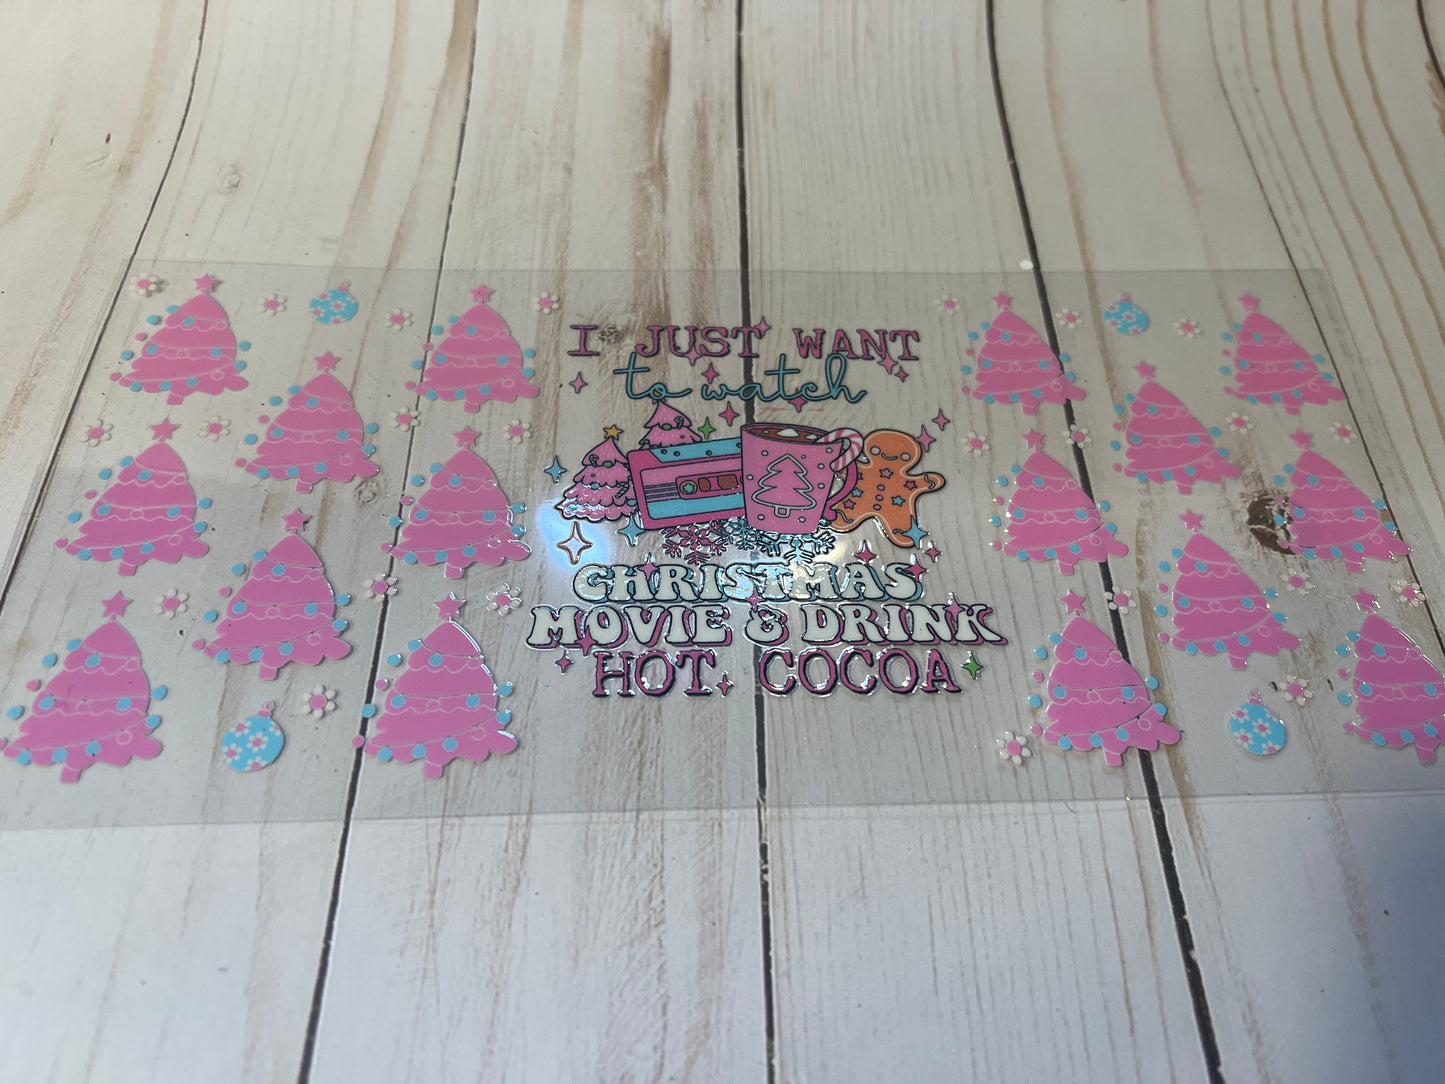 I JUST WANT
to watch
CHRISTMAS
MOVIE & DRINK
HOT COCOA